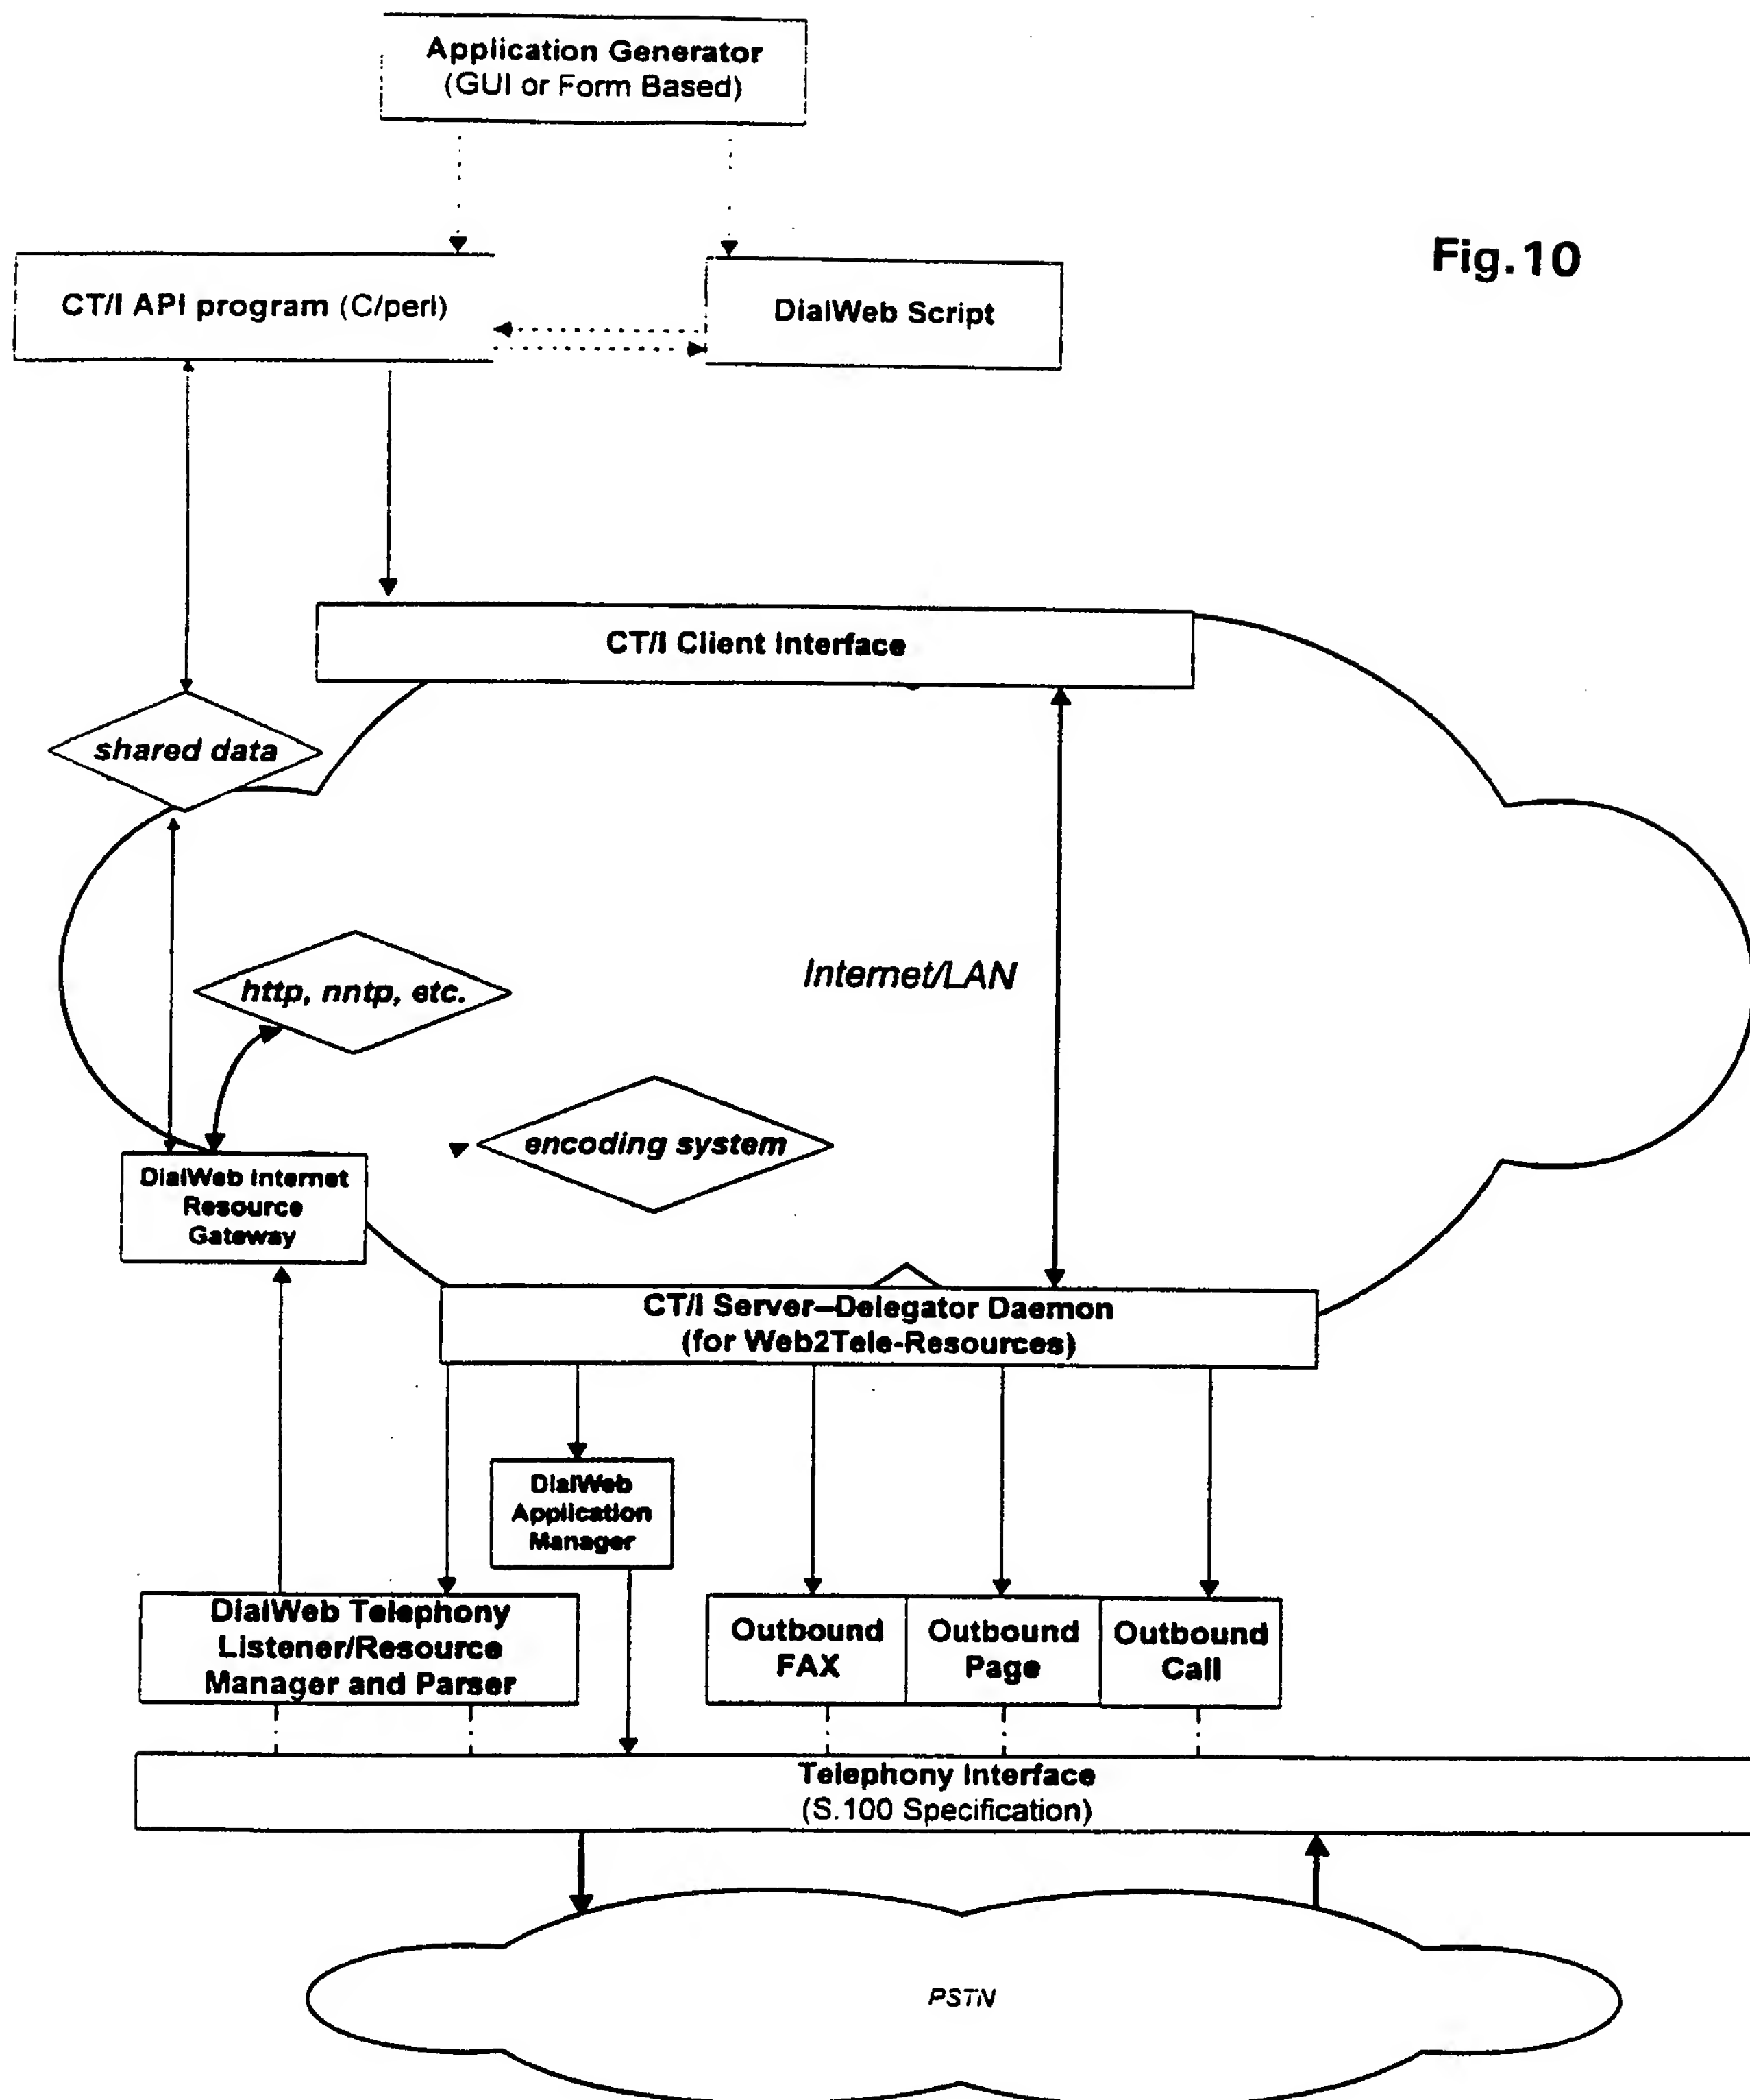 Application Generator
(GUI or Form Based)
Fig.10
CT/I API program (C/perl)
DialWeb Script
CT/I Client Interface
shared data
http, nntp, etc.
Internet/LAN
encoding system
DialWeb Internet
Resource
Gateway
CT/I Server–Delegator Daemon
(for Web2Tele-Resources)
DialWeb
Application
Manager
DialWeb Telephony
Listener/Resource
Manager and Parser
Outbound
FAX
Outbound
Page
Outbound
Call
Telephony Interface
(S.100 Specification)
PSTN